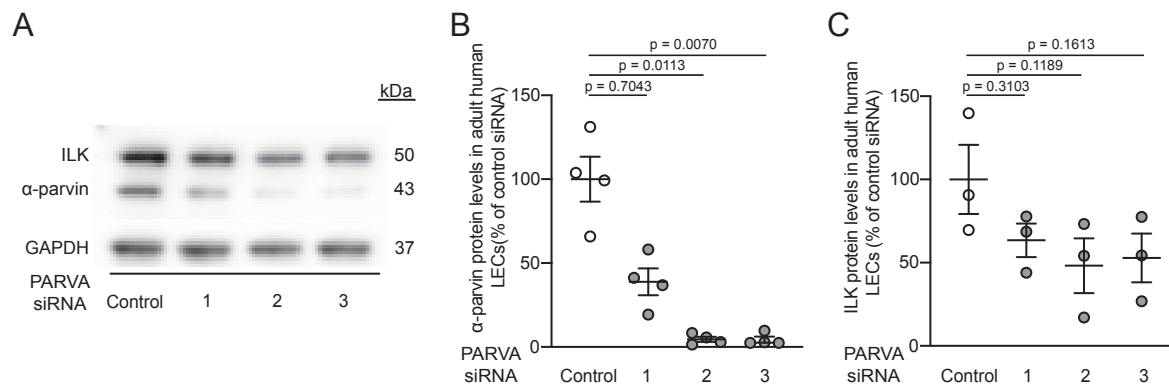 A
kDa
ILK
50
α-parvin
43
GAPDH
37
PARVA
siRNA
Control
1
2
3
B
p = 0.0070
p = 0.0113
p = 0.7043
α-parvin protein levels in adult human
LECs(% of control siRNA)
150
100
50
0
PARVA
siRNA
Control
1
2
3
C
p = 0.1613
p = 0.1189
p = 0.3103
ILK protein levels in adult human
LECs (% of control siRNA)
150
100
50
0
PARVA
siRNA
Control
1
2
3